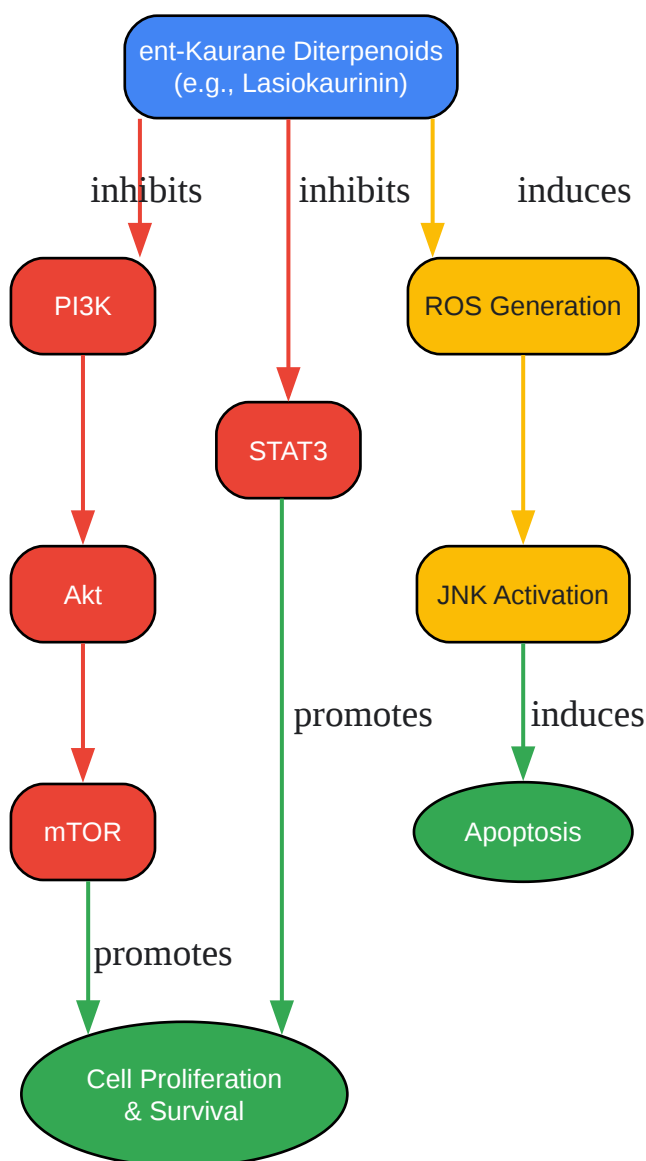 ent-Kaurane Diterpenoids
(e.g., Lasiokaurinin)
inhibits
inhibits
induces
PI3K
ROS Generation
STAT3
Akt
JNK Activation
promotes
induces
mTOR
Apoptosis
promotes
Cell Proliferation
& Survival